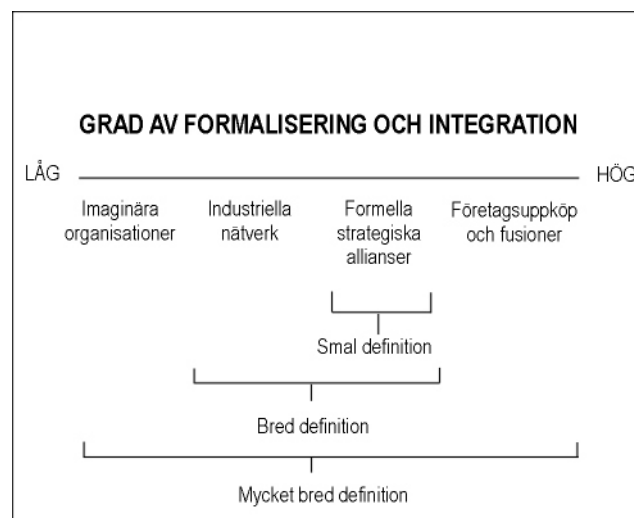 GRAD AV FORMALISERING OCH INTEGRATION
LÅG
HÖG
Imaginära
organisationer
Industriella
nätverk
Formella
strategiska
allianser
Företagsuppköp
och fusioner
Smal definition
Bred definition
Mycket bred definition